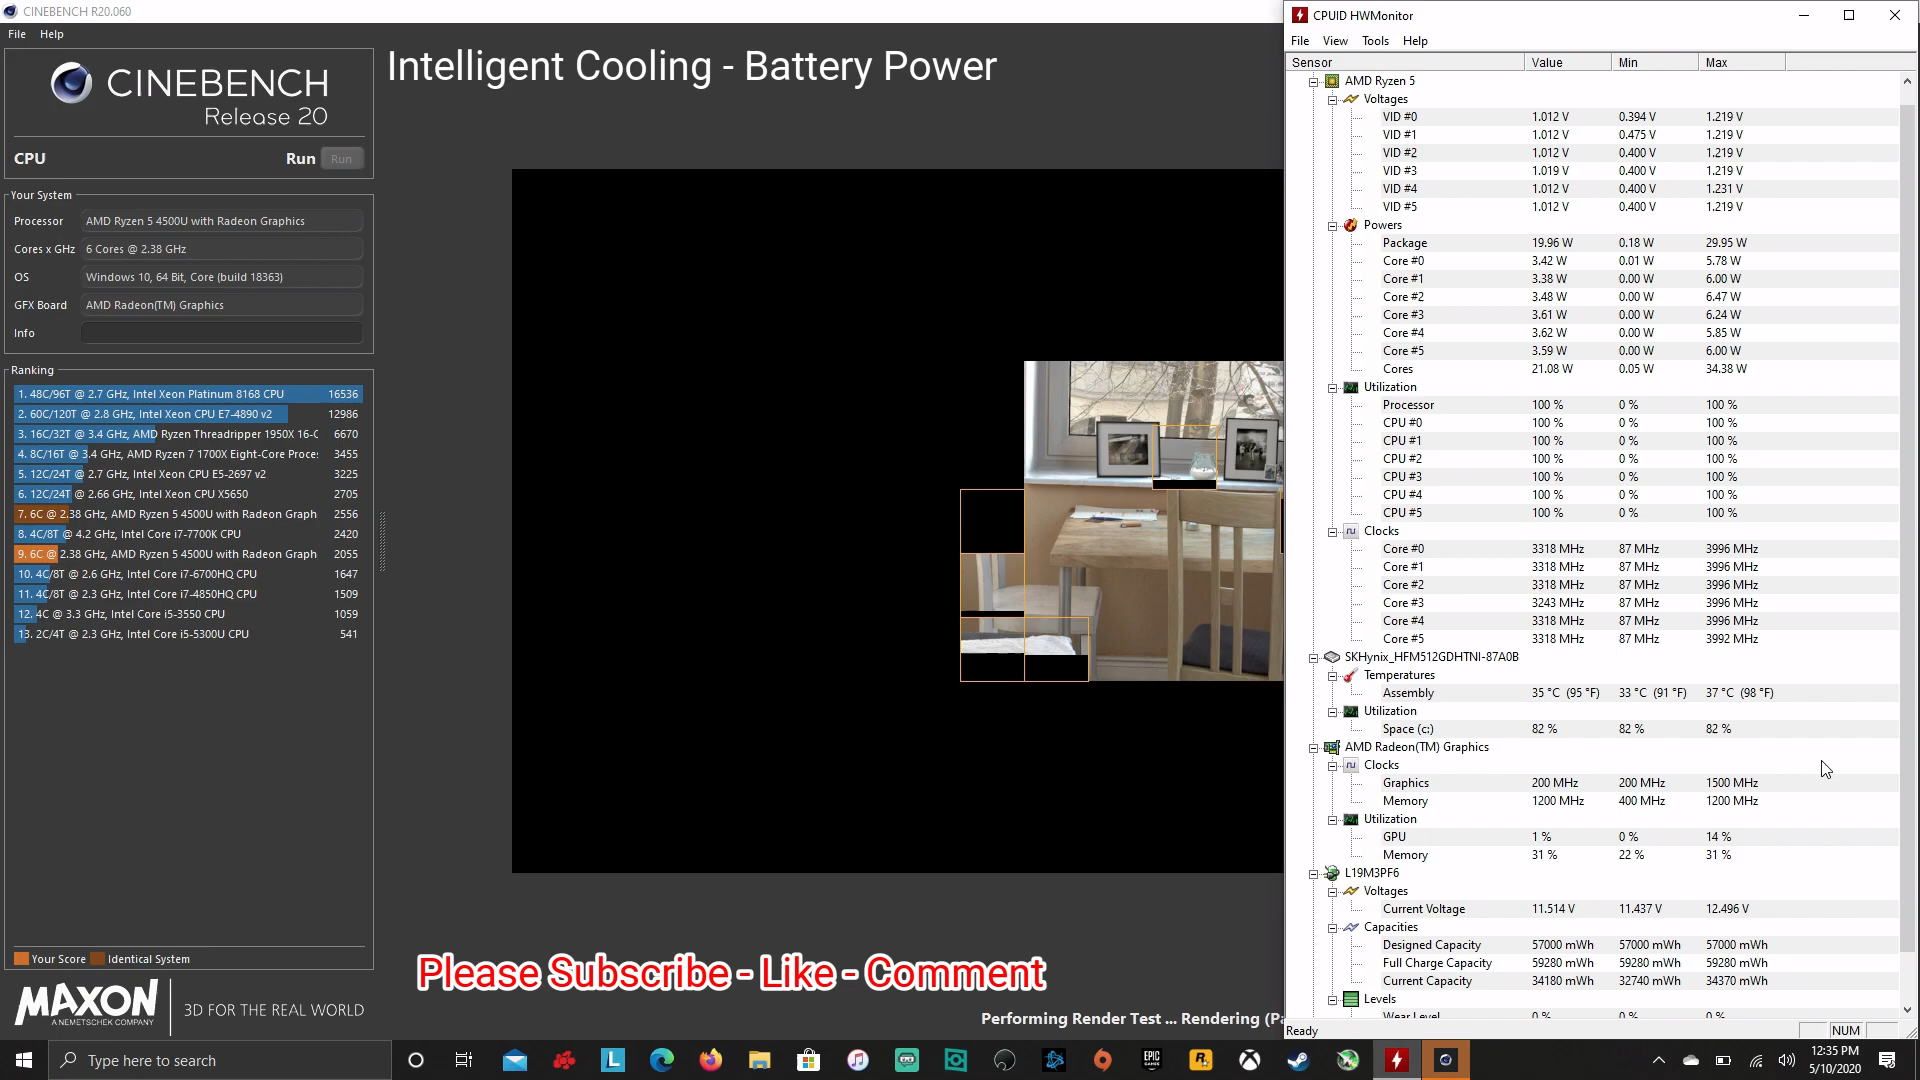 CINEBENCH R20.060
File Help
CINEBENCH
Release 20
CPU Run Run
Your System
Processor AMD Ryzen 5 4500U with Radeon Graphics
Cores x GHz 6 Cores @ 2.38 GHz
OS Windows 10, 64 Bit, Core (build 18363)
GFX Board AMD Radeon(TM) Graphics
Info
Ranking
1. 48C/96T @ 2.7 GHz, Intel Xeon Platinum 8168 CPU 16536
2. 60C/120T @ 2.8 GHz, Intel Xeon CPU E7-4890 v2 12986
3. 16C/32T @ 3.4 GHz, AMD Ryzen Threadripper 1950X 16-C 6670
4. 8C/16T @ 3.4 GHz, AMD Ryzen 7 1700X Eight-Core Proce: 3455
5. 12C/24T @ 2.7 GHz, Intel Xeon CPU E5-2697 v2 3225
6. 12C/24T @ 2.66 GHz, Intel Xeon CPU X5650 2705
7. 6C @ 2.38 GHz, AMD Ryzen 5 4500U with Radeon Graph 2556
8. 4C/8T @ 4.2 GHz, Intel Core i7-7700K CPU 2420
9. 6C @ 2.38 GHz, AMD Ryzen 5 4500U with Radeon Graph 2055
10. 4C/8T @ 2.6 GHz, Intel Core i7-6700HQ CPU 1647
11. 4C/8T @ 2.3 GHz, Intel Core i7-4850HQ CPU 1509
12. 4C @ 3.3 GHz, Intel Core i5-3550 CPU 1059
13. 2C/4T @ 2.3 GHz, Intel Core i5-5300U CPU 541
Your Score Identical System
MAXON
A NEMETSCHEK COMPANY
3D FOR THE REAL WORLD
Intelligent Cooling - Battery Power
Please Subscribe - Like - Comment
Performing Render Test ... Rendering (Pa
CPUID HWMonitor
File View Tools Help
Sensor Value Min Max
AMD Ryzen 5
Voltages
VID #0 1.012 V 0.394 V 1.219 V
VID #1 1.012 V 0.475 V 1.219 V
VID #2 1.012 V 0.400 V 1.219 V
VID #3 1.019 V 0.400 V 1.219 V
VID #4 1.012 V 0.400 V 1.231 V
VID #5 1.012 V 0.400 V 1.219 V
Powers
Package 19.96 W 0.18 W 29.95 W
Core #0 3.42 W 0.01 W 5.78 W
Core #1 3.38 W 0.00 W 6.00 W
Core #2 3.48 W 0.00 W 6.47 W
Core #3 3.61 W 0.00 W 6.24 W
Core #4 3.62 W 0.00 W 5.85 W
Core #5 3.59 W 0.00 W 6.00 W
Cores 21.08 W 0.05 W 34.38 W
Utilization
Processor 100 % 0 % 100 %
CPU #0 100 % 0 % 100 %
CPU #1 100 % 0 % 100 %
CPU #2 100 % 0 % 100 %
CPU #3 100 % 0 % 100 %
CPU #4 100 % 0 % 100 %
CPU #5 100 % 0 % 100 %
Clocks
Core #0 3318 MHz 87 MHz 3996 MHz
Core #1 3318 MHz 87 MHz 3996 MHz
Core #2 3318 MHz 87 MHz 3996 MHz
Core #3 3243 MHz 87 MHz 3996 MHz
Core #4 3318 MHz 87 MHz 3996 MHz
Core #5 3318 MHz 87 MHz 3992 MHz
SKHynix_HFM512GDHTNI-87A0B
Temperatures
Assembly 35 °C (95 °F) 33 °C (91 °F) 37 °C (98 °F)
Utilization
Space (c:) 82 % 82 % 82 %
AMD Radeon(TM) Graphics
Clocks
Graphics 200 MHz 200 MHz 1500 MHz
Memory 1200 MHz 400 MHz 1200 MHz
Utilization
GPU 1 % 0 % 14 %
Memory 31 % 22 % 31 %
L19M3PF6
Voltages
Current Voltage 11.514 V 11.437 V 12.496 V
Capacities
Designed Capacity 57000 mWh 57000 mWh 57000 mWh
Full Charge Capacity 59280 mWh 59280 mWh 59280 mWh
Current Capacity 34180 mWh 32740 mWh 34370 mWh
Levels
Wear Level 0 % 0 % 0 %
Ready NUM
Type here to search
L
EPIC GAMES
R
12:35 PM
5/10/2020